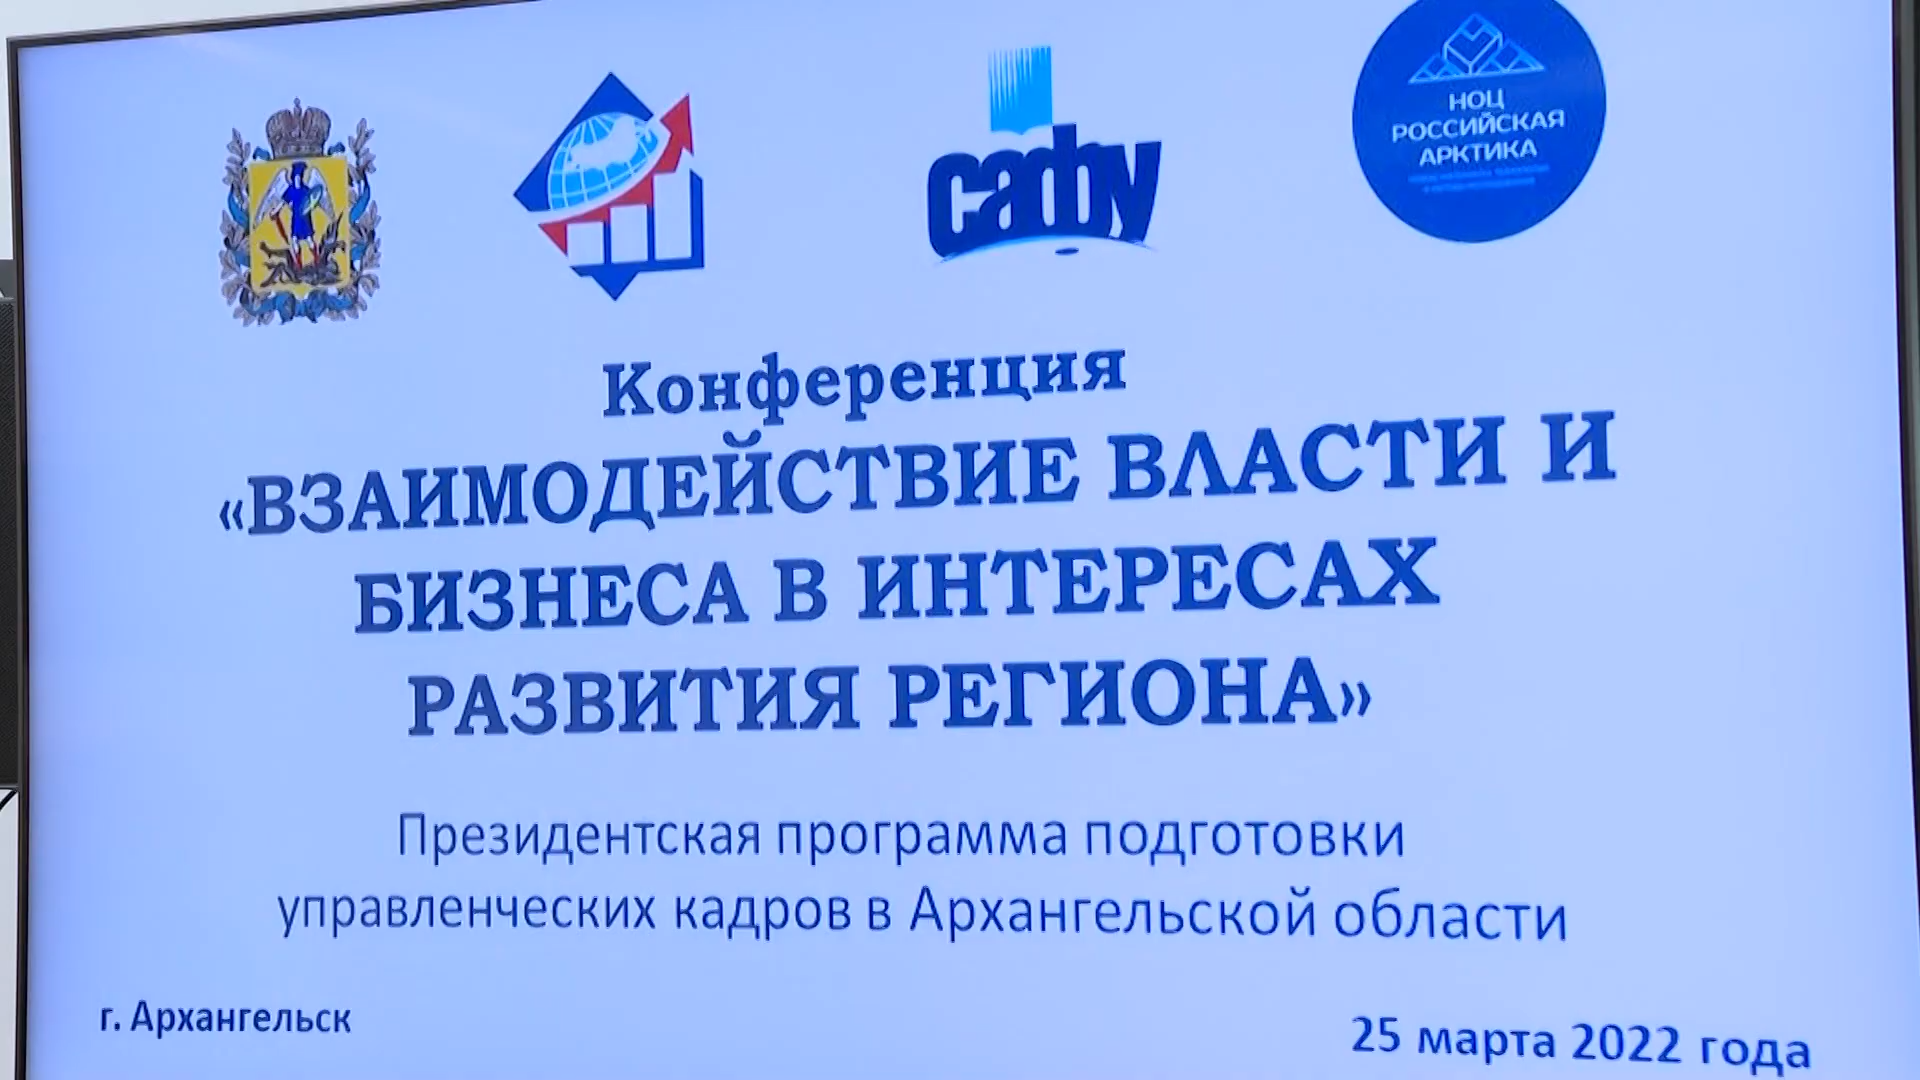 сафу
НОЦ
РОССИЙСКАЯ
АРКТИКА
Конференция
«ВЗАИМОДЕЙСТВИЕ ВЛАСТИ И
БИЗНЕСА В ИНТЕРЕСАХ
РАЗВИТИЯ РЕГИОНА»
Президентская программа подготовки
управленческих кадров в Архангельской области
г. Архангельск
25 марта 2022 года